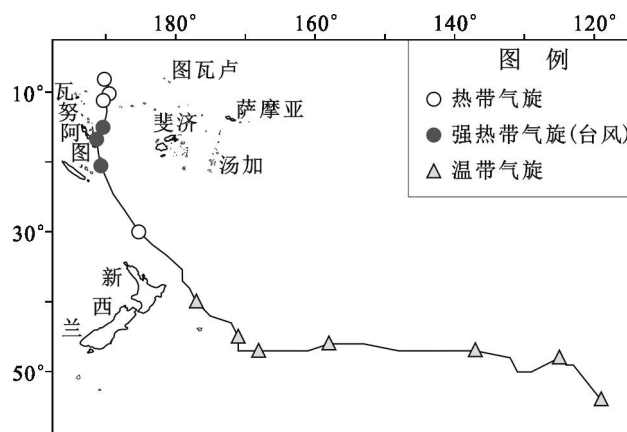 180° 160° 140° 120°
图 例
热带气旋
强热带气旋(台风)
温带气旋
图瓦卢
10°
瓦努阿图
萨摩亚
斐济
汤加
30°
新西兰
50°